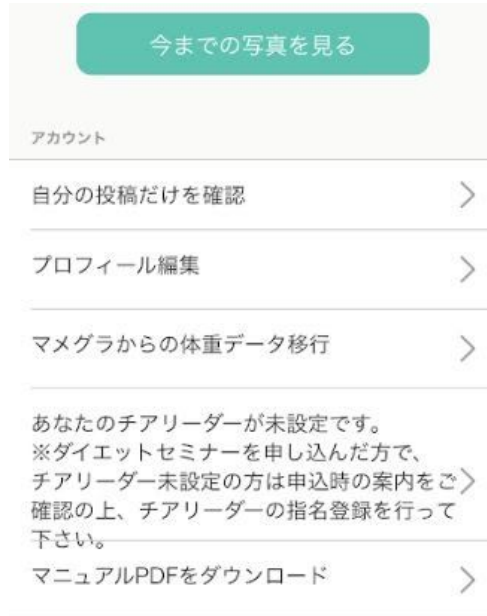 今までの写真を見る
アカウント
自分の投稿だけを確認
プロフィール編集
マメグラからの体重データ移行
あなたのチアリーダーが未設定です。
※ダイエットセミナーを申し込んだ方で、
チアリーダー未設定の方は申込時の案内をご
確認の上、チアリーダーの指名登録を行って
下さい。
マニュアルPDFをダウンロード